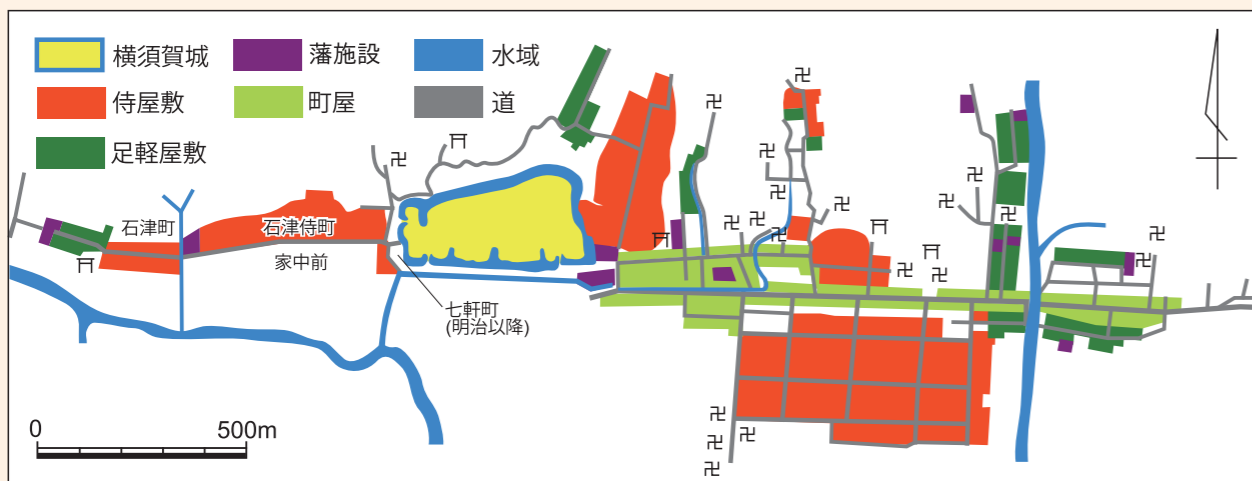 横須賀城
藩施設
水域
侍屋敷
町屋
道
足軽屋敷
石津町
石津侍町
家中前
七軒町
(明治以降)
0
500m